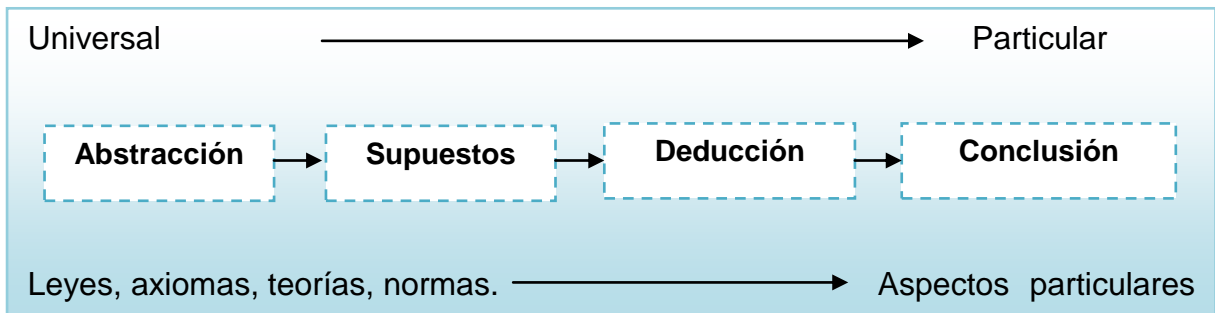 Universal Particular
Abstracción Supuestos Deducción Conclusión
Leyes, axiomas, teorías, normas. Aspectos particulares